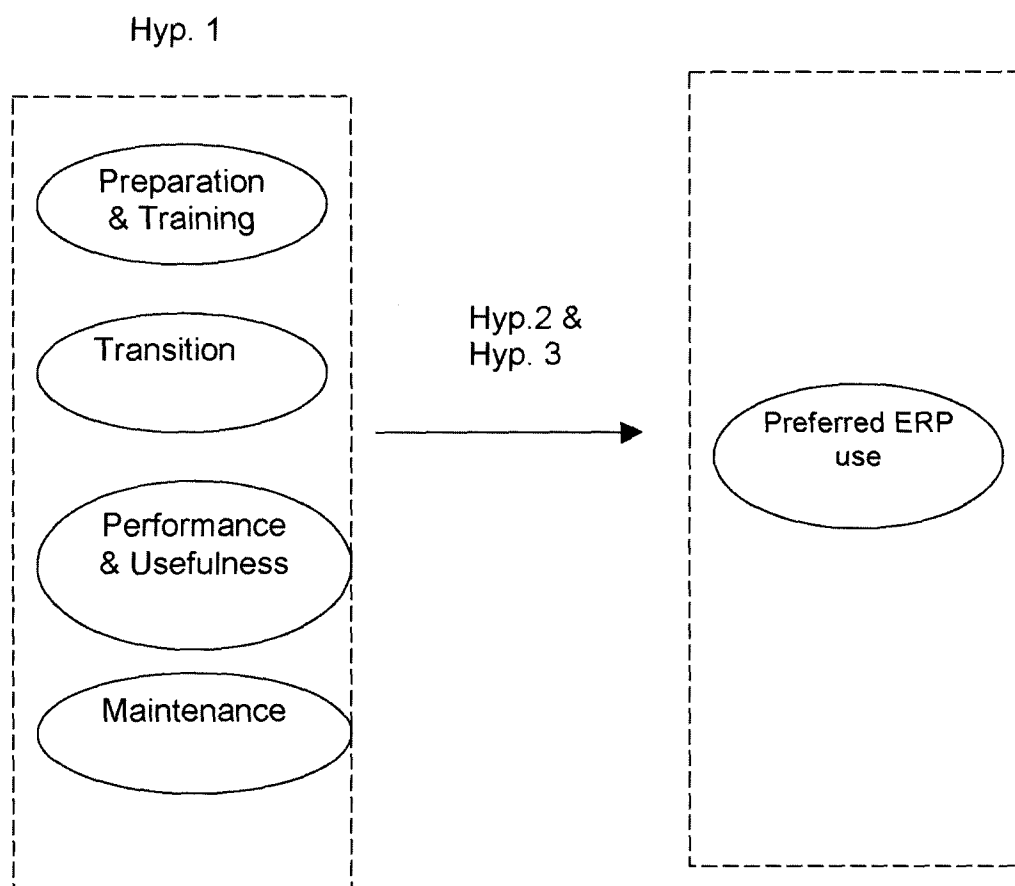 Hyp. 1
Preparation
& Training
Transition
Performance
& Usefulness
Maintenance
Hyp.2 &
Hyp. 3
Preferred ERP
use